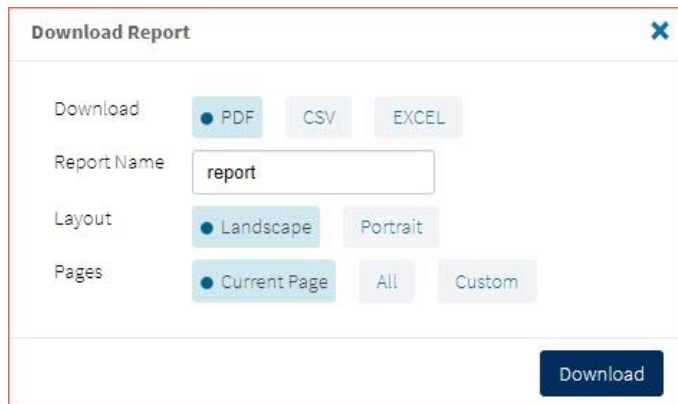 Download Report
Download PDF CSV EXCEL
Report Name report
Layout Landscape Portrait
Pages Current Page All Custom
Download